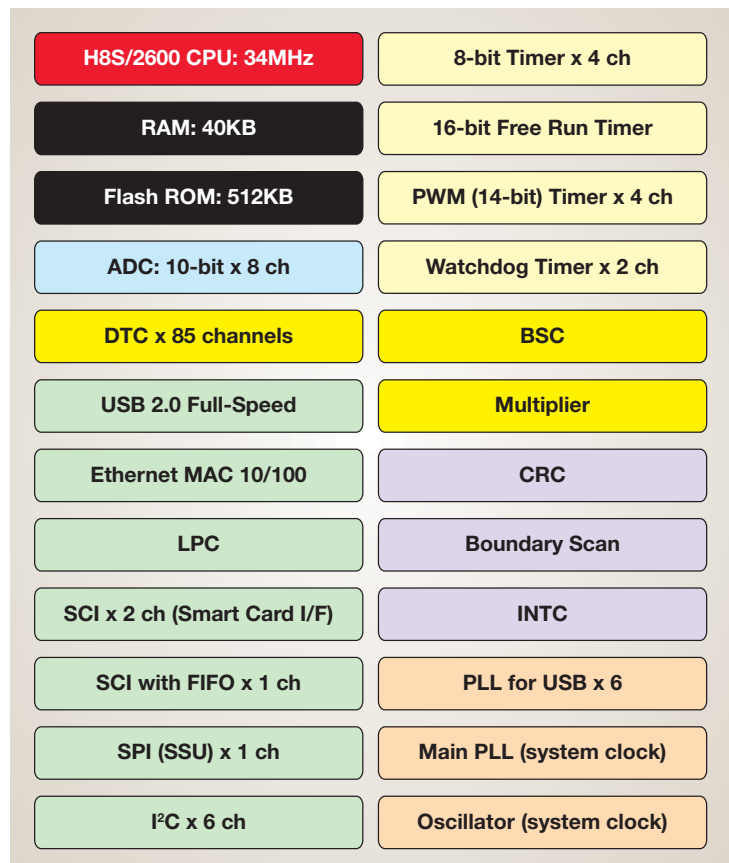 H8S/2600 CPU: 34MHz
RAM: 40KB
Flash ROM: 512KB
ADC: 10-bit x 8 ch
DTC x 85 channels
USB 2.0 Full-Speed
Ethernet MAC 10/100
LPC
SCI x 2 ch (Smart Card I/F)
SCI with FIFO x 1 ch
SPI (SSU) x 1 ch
I²C x 6 ch
8-bit Timer x 4 ch
16-bit Free Run Timer
PWM (14-bit) Timer x 4 ch
Watchdog Timer x 2 ch
BSC
Multiplier
CRC
Boundary Scan
INTC
PLL for USB x 6
Main PLL (system clock)
Oscillator (system clock)